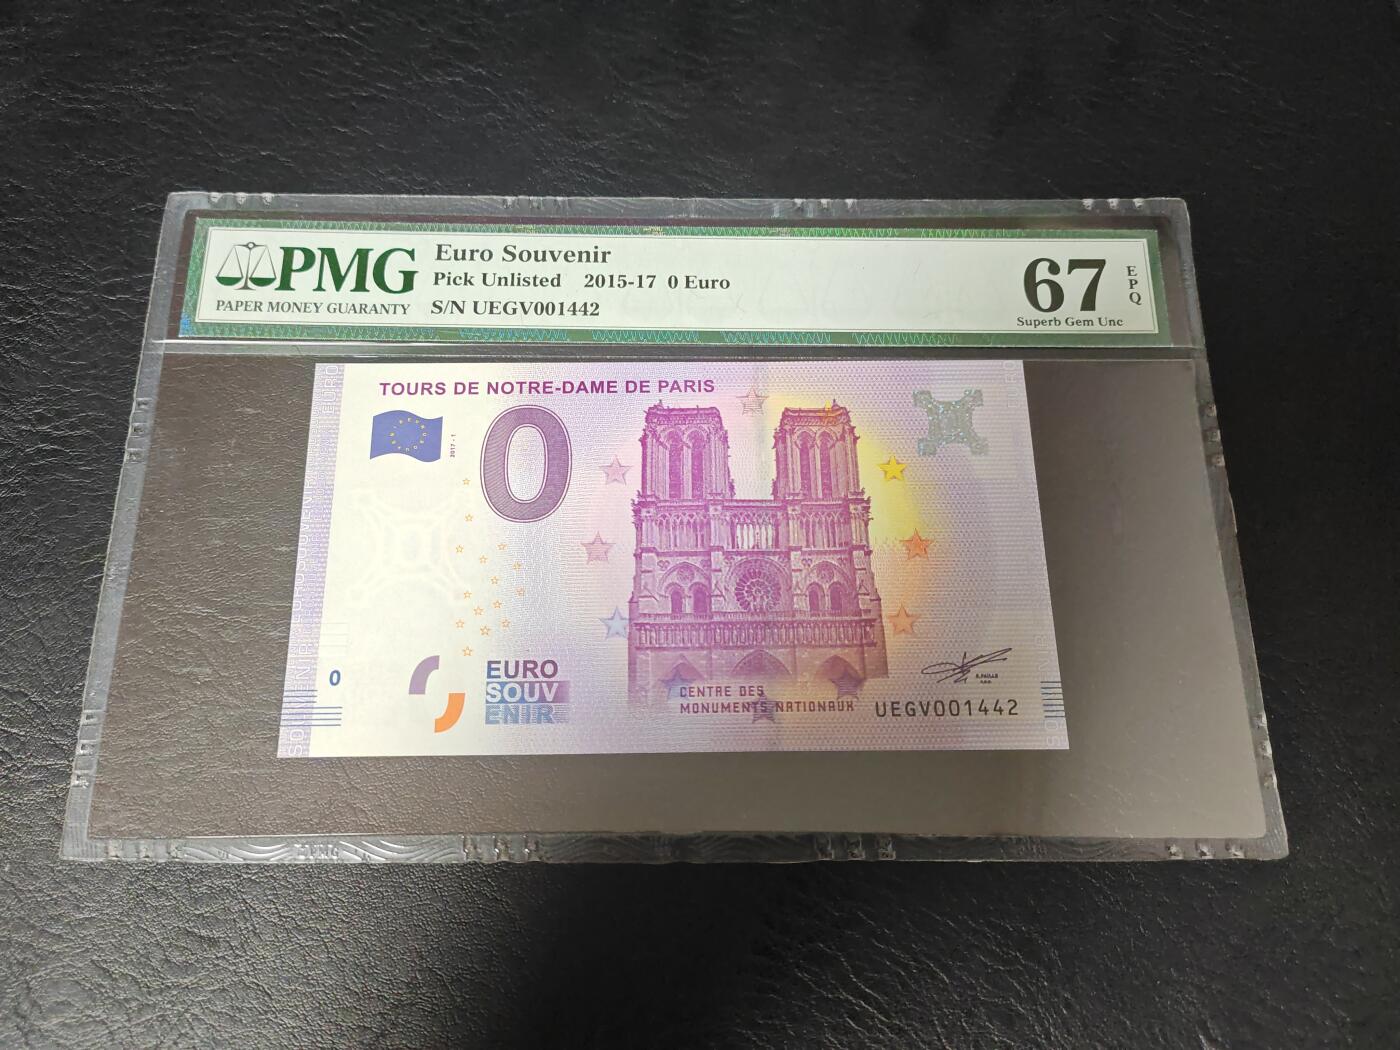 PMG
PAPER MONEY GUARANTY
Euro Souvenir
Pick Unlisted 2015-17 0 Euro
S/N UEGV001442
67
EPQ
Superb Gem Unc
TOURS DE NOTRE-DAME DE PARIS
2017 - 1
0
0
EURO
SOUV
ENIR
CENTRE DES
MONUMENTS NATIONAUX
R.FAILLE
UEGV001442